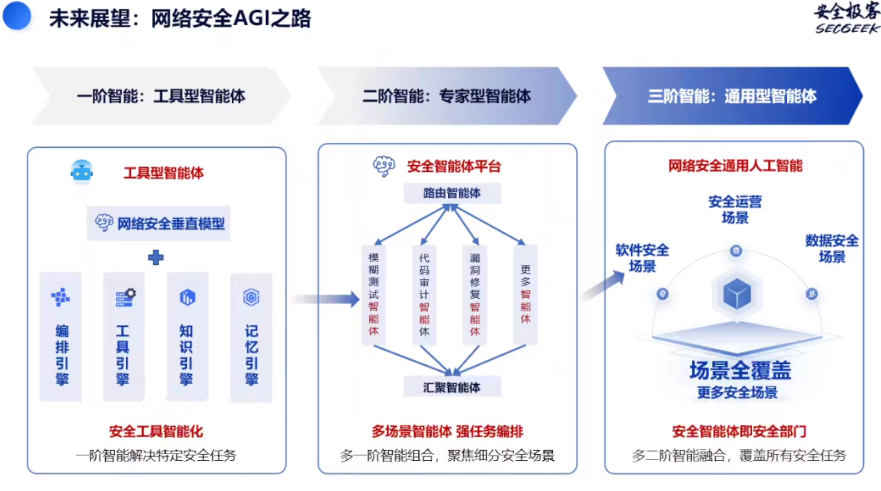 未来展望：网络安全AGI之路
安全极客
SECGEEK
一阶智能：工具型智能体
二阶智能：专家型智能体
三阶智能：通用型智能体
工具型智能体
网络安全垂直模型
编排引擎
工具引擎
知识引擎
记忆引擎
安全工具智能化
一阶智能解决特定安全任务
安全智能体平台
路由智能体
模糊测试智能体
代码审计智能体
漏洞修复智能体
更多智能体
汇聚智能体
多场景智能体 强任务编排
多一阶智能组合，聚焦细分安全场景
网络安全通用人工智能
安全运营
场景
软件安全
场景
数据安全
场景
场景全覆盖
更多安全场景
安全智能体即安全部门
多二阶智能融合，覆盖所有安全任务